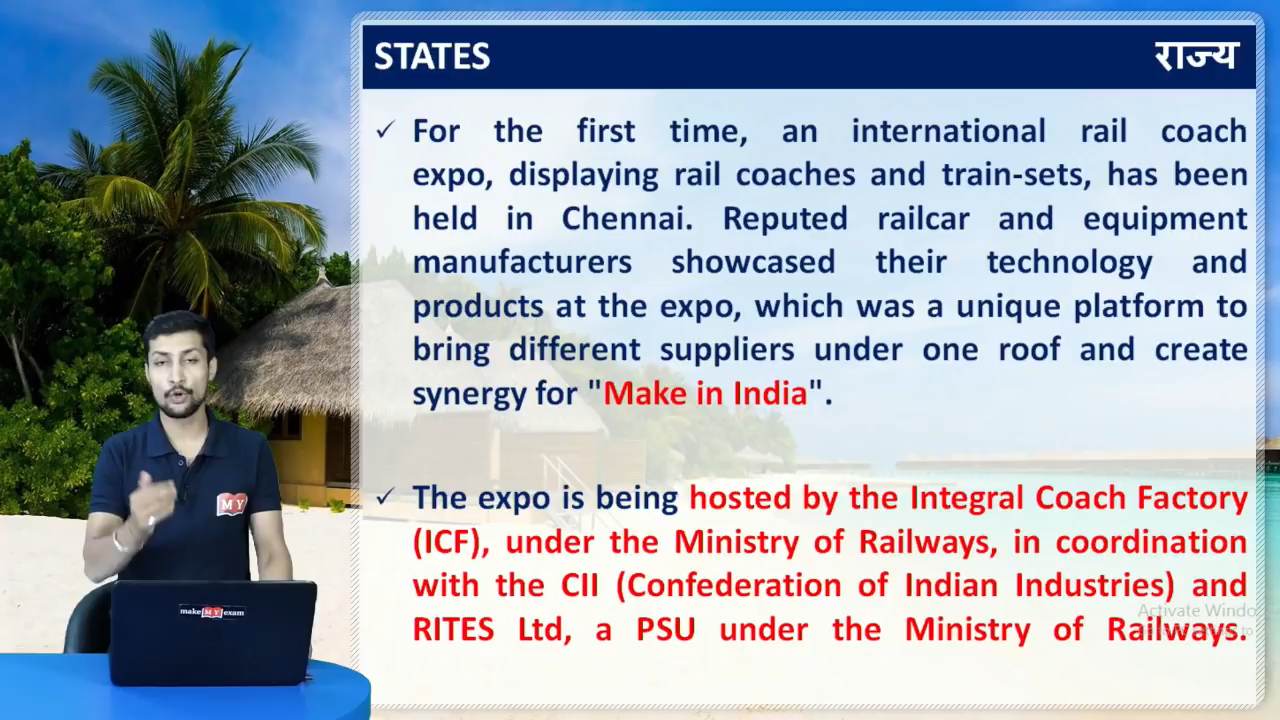 STATES राज्य
✓ For the first time, an international rail coach
expo, displaying rail coaches and train-sets, has been
held in Chennai. Reputed railcar and equipment
manufacturers showcased their technology and
products at the expo, which was a unique platform to
bring different suppliers under one roof and create
synergy for "Make in India".
✓ The expo is being hosted by the Integral Coach Factory
(ICF), under the Ministry of Railways, in coordination
with the CII (Confederation of Indian Industries) and
RITES Ltd, a PSU under the Ministry of Railways.
MY
make MY exam
Activate Windo